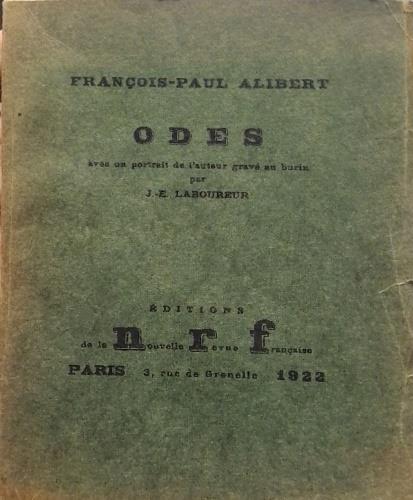 FRANÇOIS-PAUL ALIBERT
ODES
avec un portrait de l'auteur gravé au burin
par
J.-E. LABOUREUR
ÉDITIONS
de la nouvelle revue française
PARIS 3, rue de Grenelle 1922